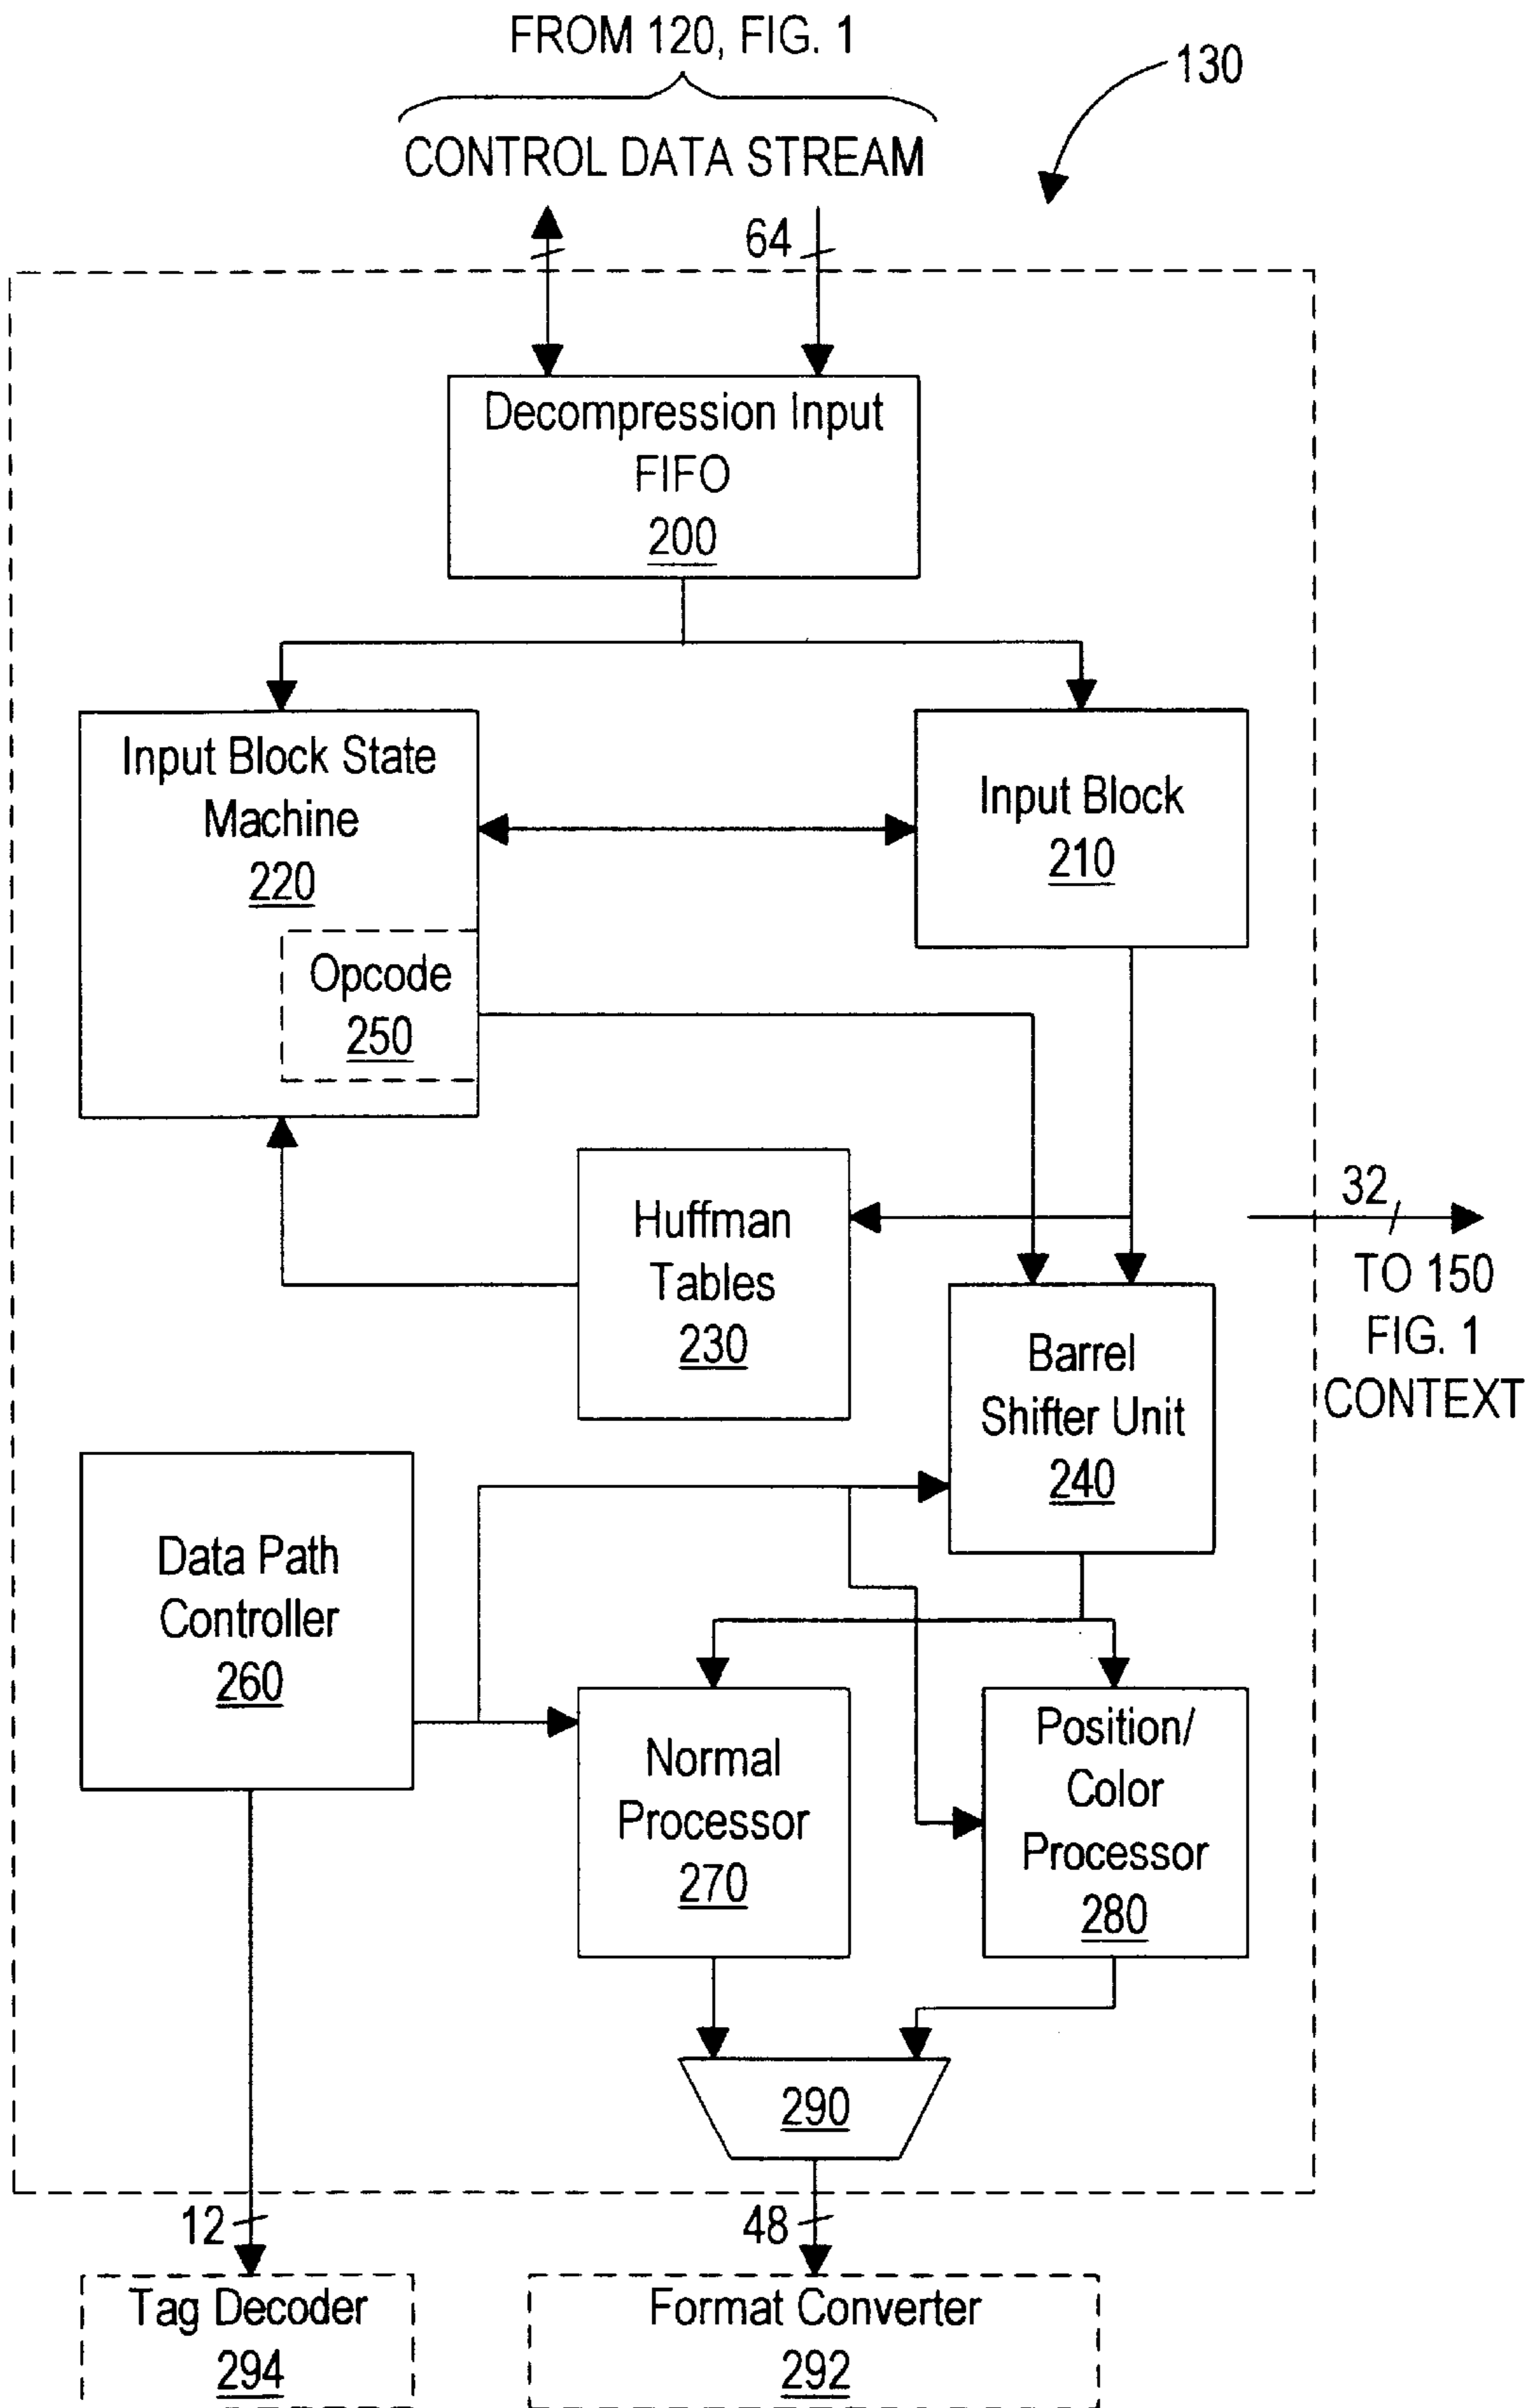 FROM 120, FIG. 1
130
CONTROL DATA STREAM
64
Decompression Input
FIFO
200
Input Block State
Machine
220
Input Block
210
Opcode
250
Huffman
Tables
230
32
TO 150
FIG. 1
CONTEXT
Barrel
Shifter Unit
240
Data Path
Controller
260
Normal
Processor
270
Position/
Color
Processor
280
290
12
48
Tag Decoder
294
Format Converter
292